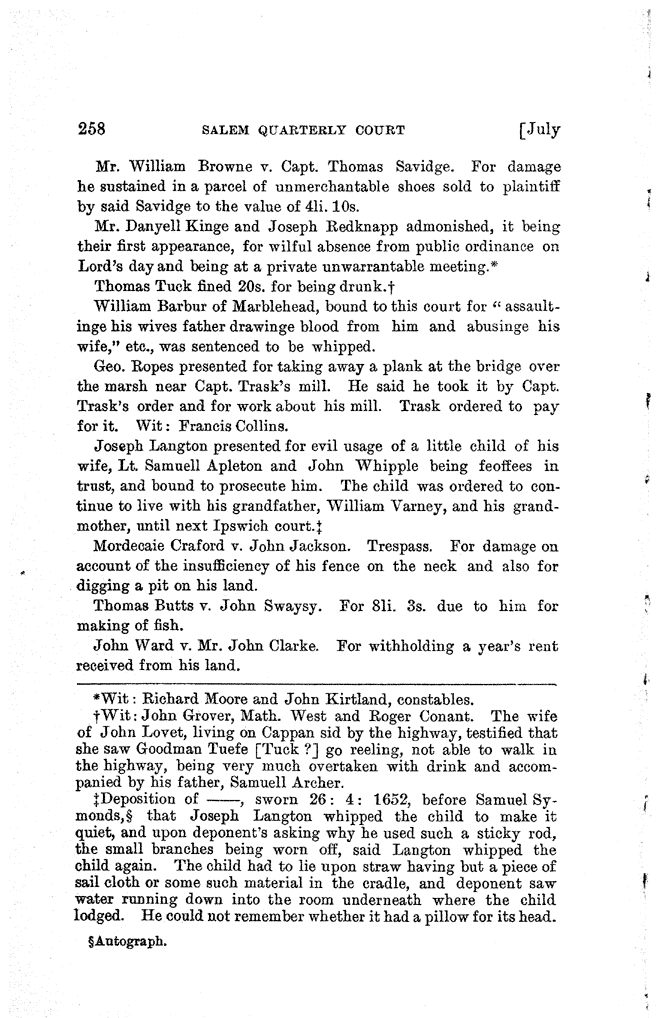 258 SALEM QUARTERLY COURT [July
Mr. William Browne v. Capt. Thomas Savidge. For damage
he sustained in a parcel of unmerchantable shoes sold to plaintiff
by said Savidge to the value of 4li. 10s.
Mr. Danyell Kinge and Joseph Redknapp admonished, it being
their first appearance, for wilful absence from public ordinance on
Lord's day and being at a private unwarrantable meeting.*
Thomas Tuck fined 20s. for being drunk.†
William Barbur of Marblehead, bound to this court for "assault-
inge his wives father drawinge blood from him and abusinge his
wife," etc., was sentenced to be whipped.
Geo. Ropes presented for taking away a plank at the bridge over
the marsh near Capt. Trask's mill. He said he took it by Capt.
Trask's order and for work about his mill. Trask ordered to pay
for it. Wit: Francis Collins.
Joseph Langton presented for evil usage of a little child of his
wife, Lt. Samuell Apleton and John Whipple being feoffees in
trust, and bound to prosecute him. The child was ordered to con-
tinue to live with his grandfather, William Varney, and his grand-
mother, until next Ipswich court.‡
Mordecaie Craford v. John Jackson. Trespass. For damage on
account of the insufficiency of his fence on the neck and also for
digging a pit on his land.
Thomas Butts v. John Swaysy. For 8li. 3s. due to him for
making of fish.
John Ward v. Mr. John Clarke. For withholding a year's rent
received from his land.
*Wit: Richard Moore and John Kirtland, constables.
†Wit: John Grover, Math. West and Roger Conant. The wife
of John Lovet, living on Cappan sid by the highway, testified that
she saw Goodman Tuefe [Tuck ?] go reeling, not able to walk in
the highway, being very much overtaken with drink and accom-
panied by his father, Samuell Archer.
‡Deposition of ——, sworn 26: 4: 1652, before Samuel Sy-
monds,§ that Joseph Langton whipped the child to make it
quiet, and upon deponent's asking why he used such a sticky rod,
the small branches being worn off, said Langton whipped the
child again. The child had to lie upon straw having but a piece of
sail cloth or some such material in the cradle, and deponent saw
water running down into the room underneath where the child
lodged. He could not remember whether it had a pillow for its head.
§Autograph.